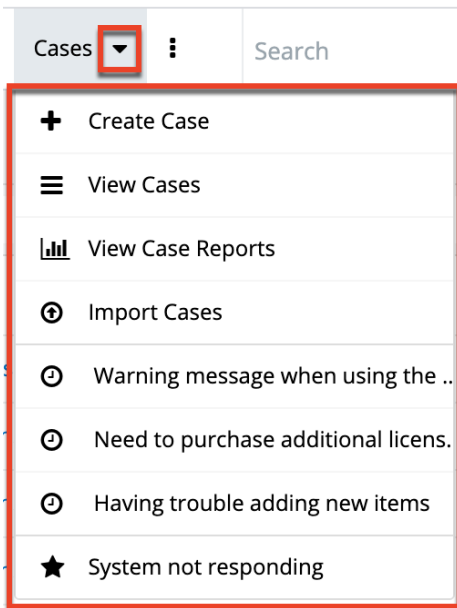 Cases
Search
Create Case
View Cases
View Case Reports
Import Cases
Warning message when using the ..
Need to purchase additional licens.
Having trouble adding new items
System not responding